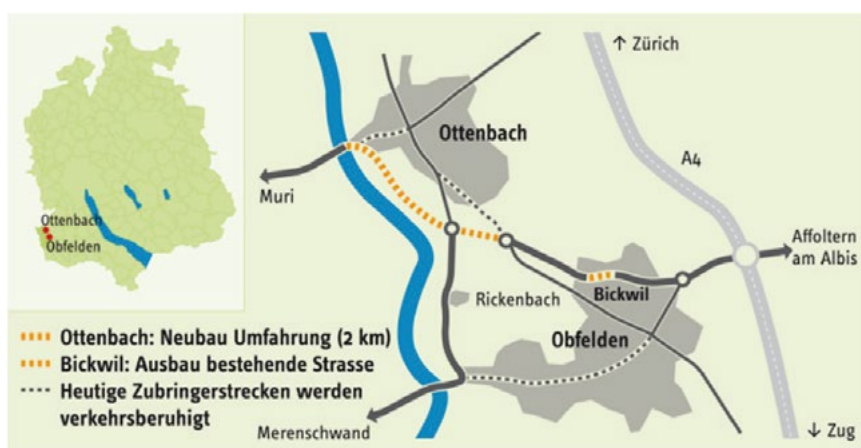 Ottenbach
Obfelden
↑ Zürich
Ottenbach
A4
Muri
Affoltern
am Albis
Rickenbach
Bickwil
Obfelden
Ottenbach: Neubau Umfahrung (2 km)
Bickwil: Ausbau bestehende Strasse
Heutige Zubringerstrecken werden
verkehrsberuhigt
Merenschwand
↓ Zug